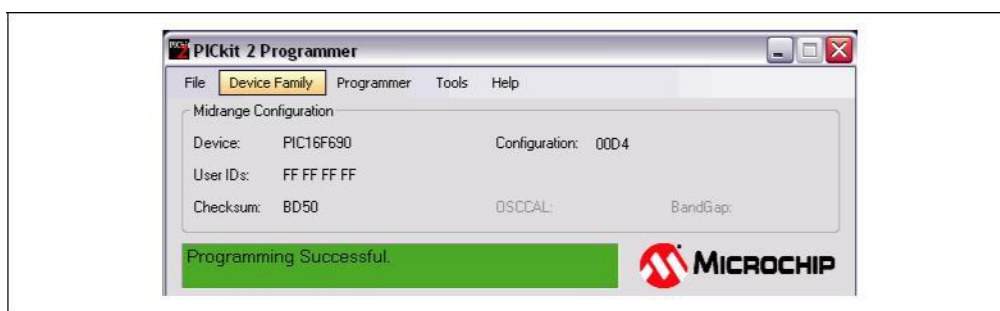 PICkit 2 Programmer
File Device Family Programmer Tools Help
Midrange Configuration
Device: PIC16F690 Configuration: 00D4
User IDs: FF FF FF FF
Checksum: BD50 OSCCAL: BandGap:
Programming Successful.
MICROCHIP